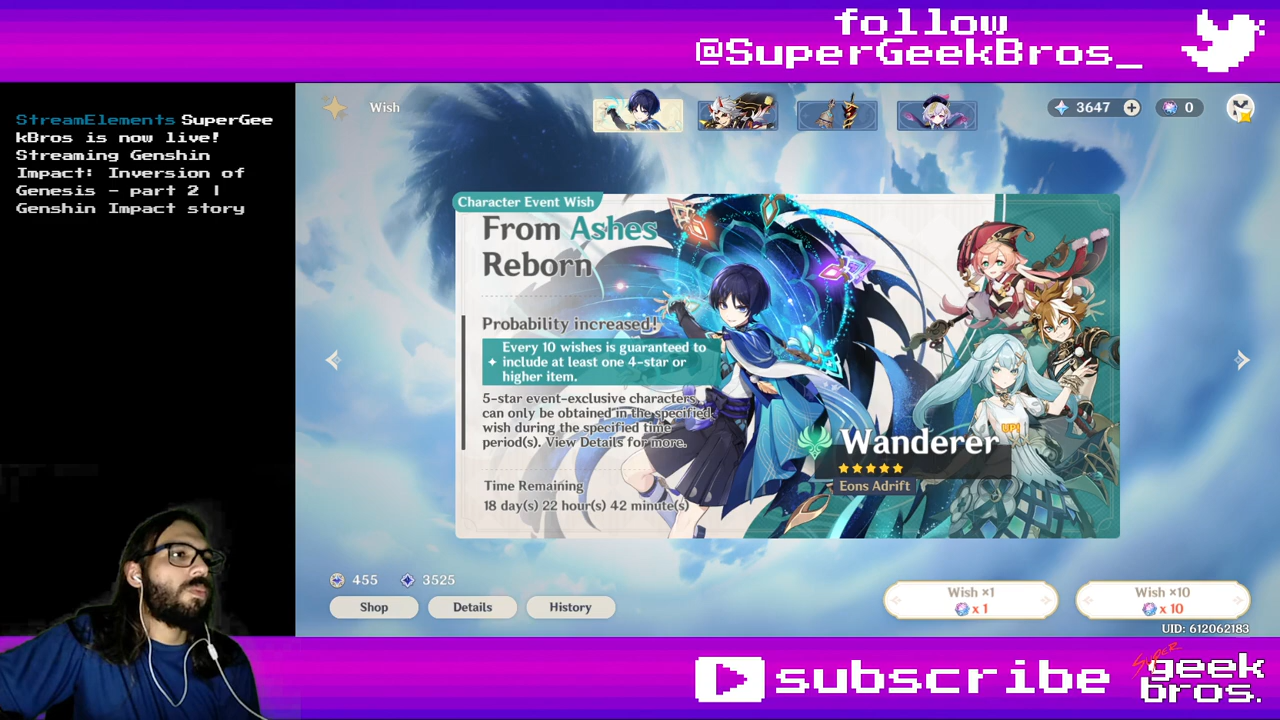 follow
@SuperGeekBros_
StreamElements SuperGee
kBros is now live!
Streaming Genshin
Impact: Inversion of
Genesis - part 2 |
Genshin Impact story
Wish
3647
0
Character Event Wish
From Ashes
Reborn
Probability increased!
Every 10 wishes is guaranteed to
include at least one 4-star or
higher item.
5-star event-exclusive characters
can only be obtained in the specified
wish during the specified time
period(s). View Details for more.
Time Remaining
18 day(s) 22 hour(s) 42 minute(s)
UP!
Wanderer
Eons Adrift
455 3525
Shop Details History
Wish ×1
x 1
Wish ×10
x 10
UID: 612062183
subscribe
super
geek
bros.